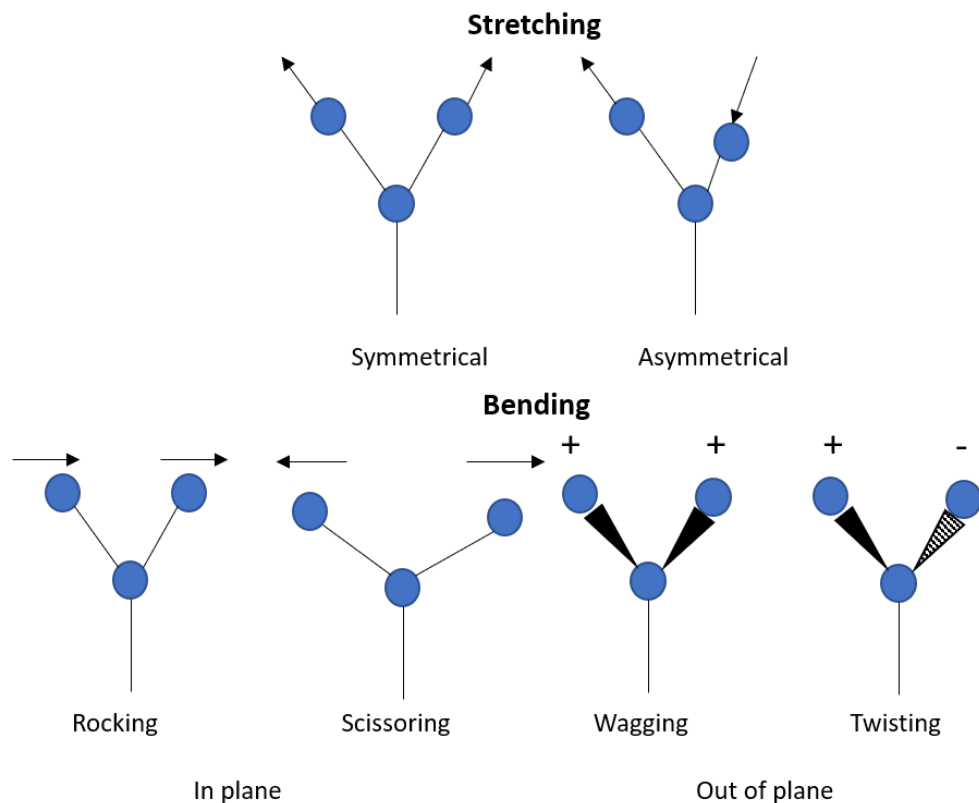 Stretching
Symmetrical
Asymmetrical
Bending
+ + + -
Rocking
Scissoring
Wagging
Twisting
In plane
Out of plane